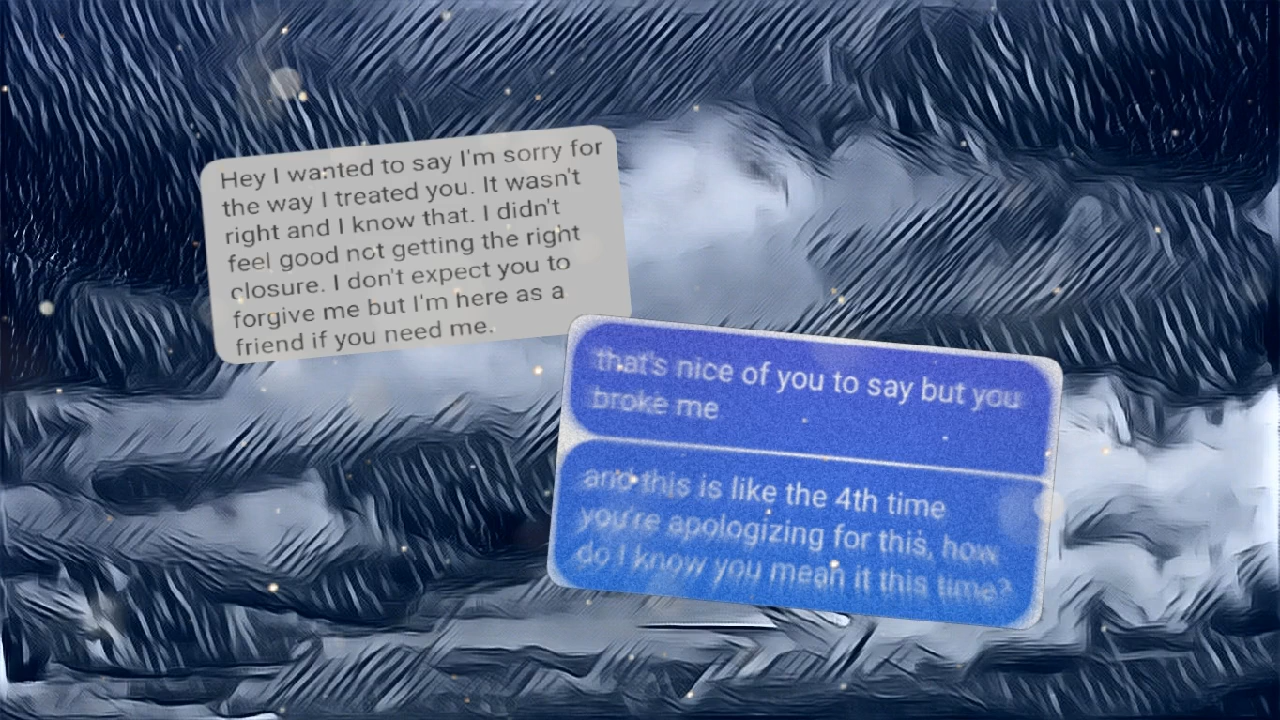 Hey I wanted to say I'm sorry for
the way I treated you. It wasn't
right and I know that. I didn't
feel good not getting the right
closure. I don't expect you to
forgive me but I'm here as a
friend if you need me.
that's nice of you to say but you
broke me
and this is like the 4th time
you're apologizing for this, how
do I know you mean it this time?